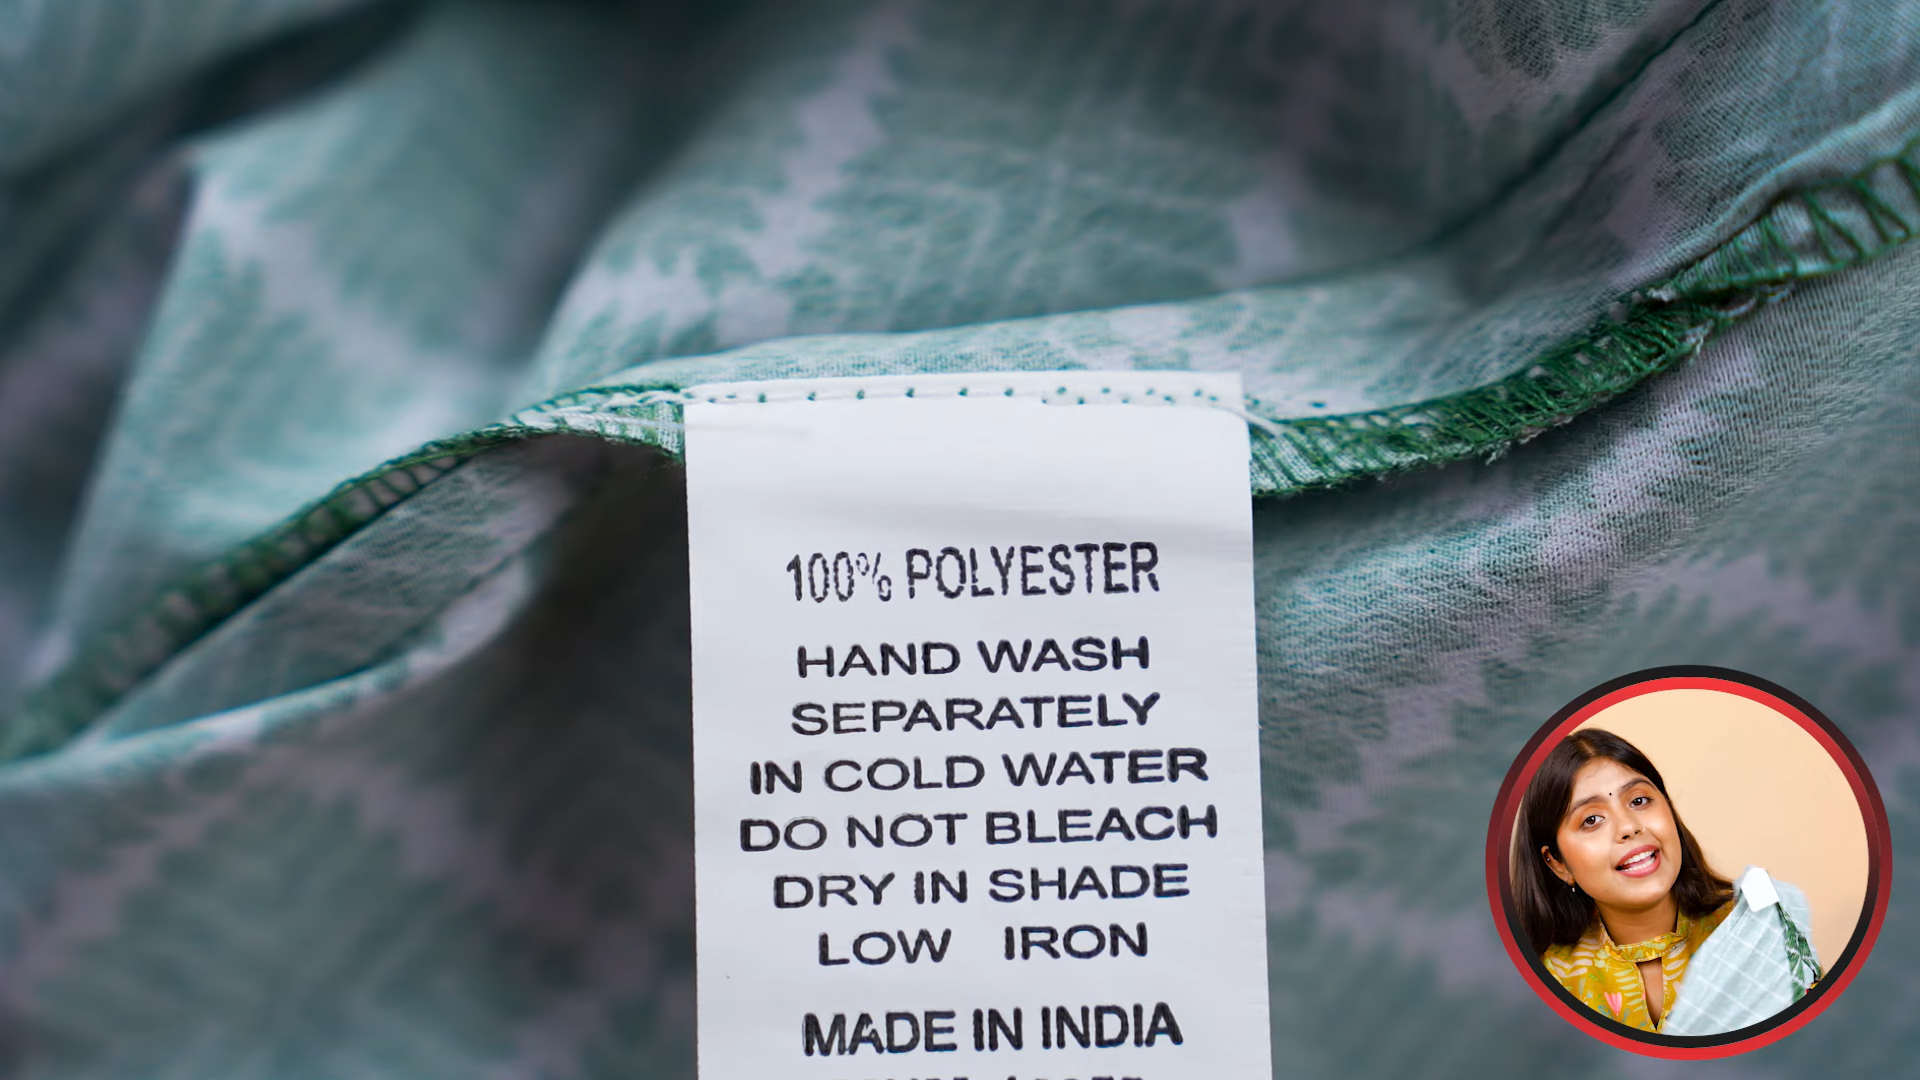 100% POLYESTER
HAND WASH
SEPARATELY
IN COLD WATER
DO NOT BLEACH
DRY IN SHADE
LOW IRON
MADE IN INDIA